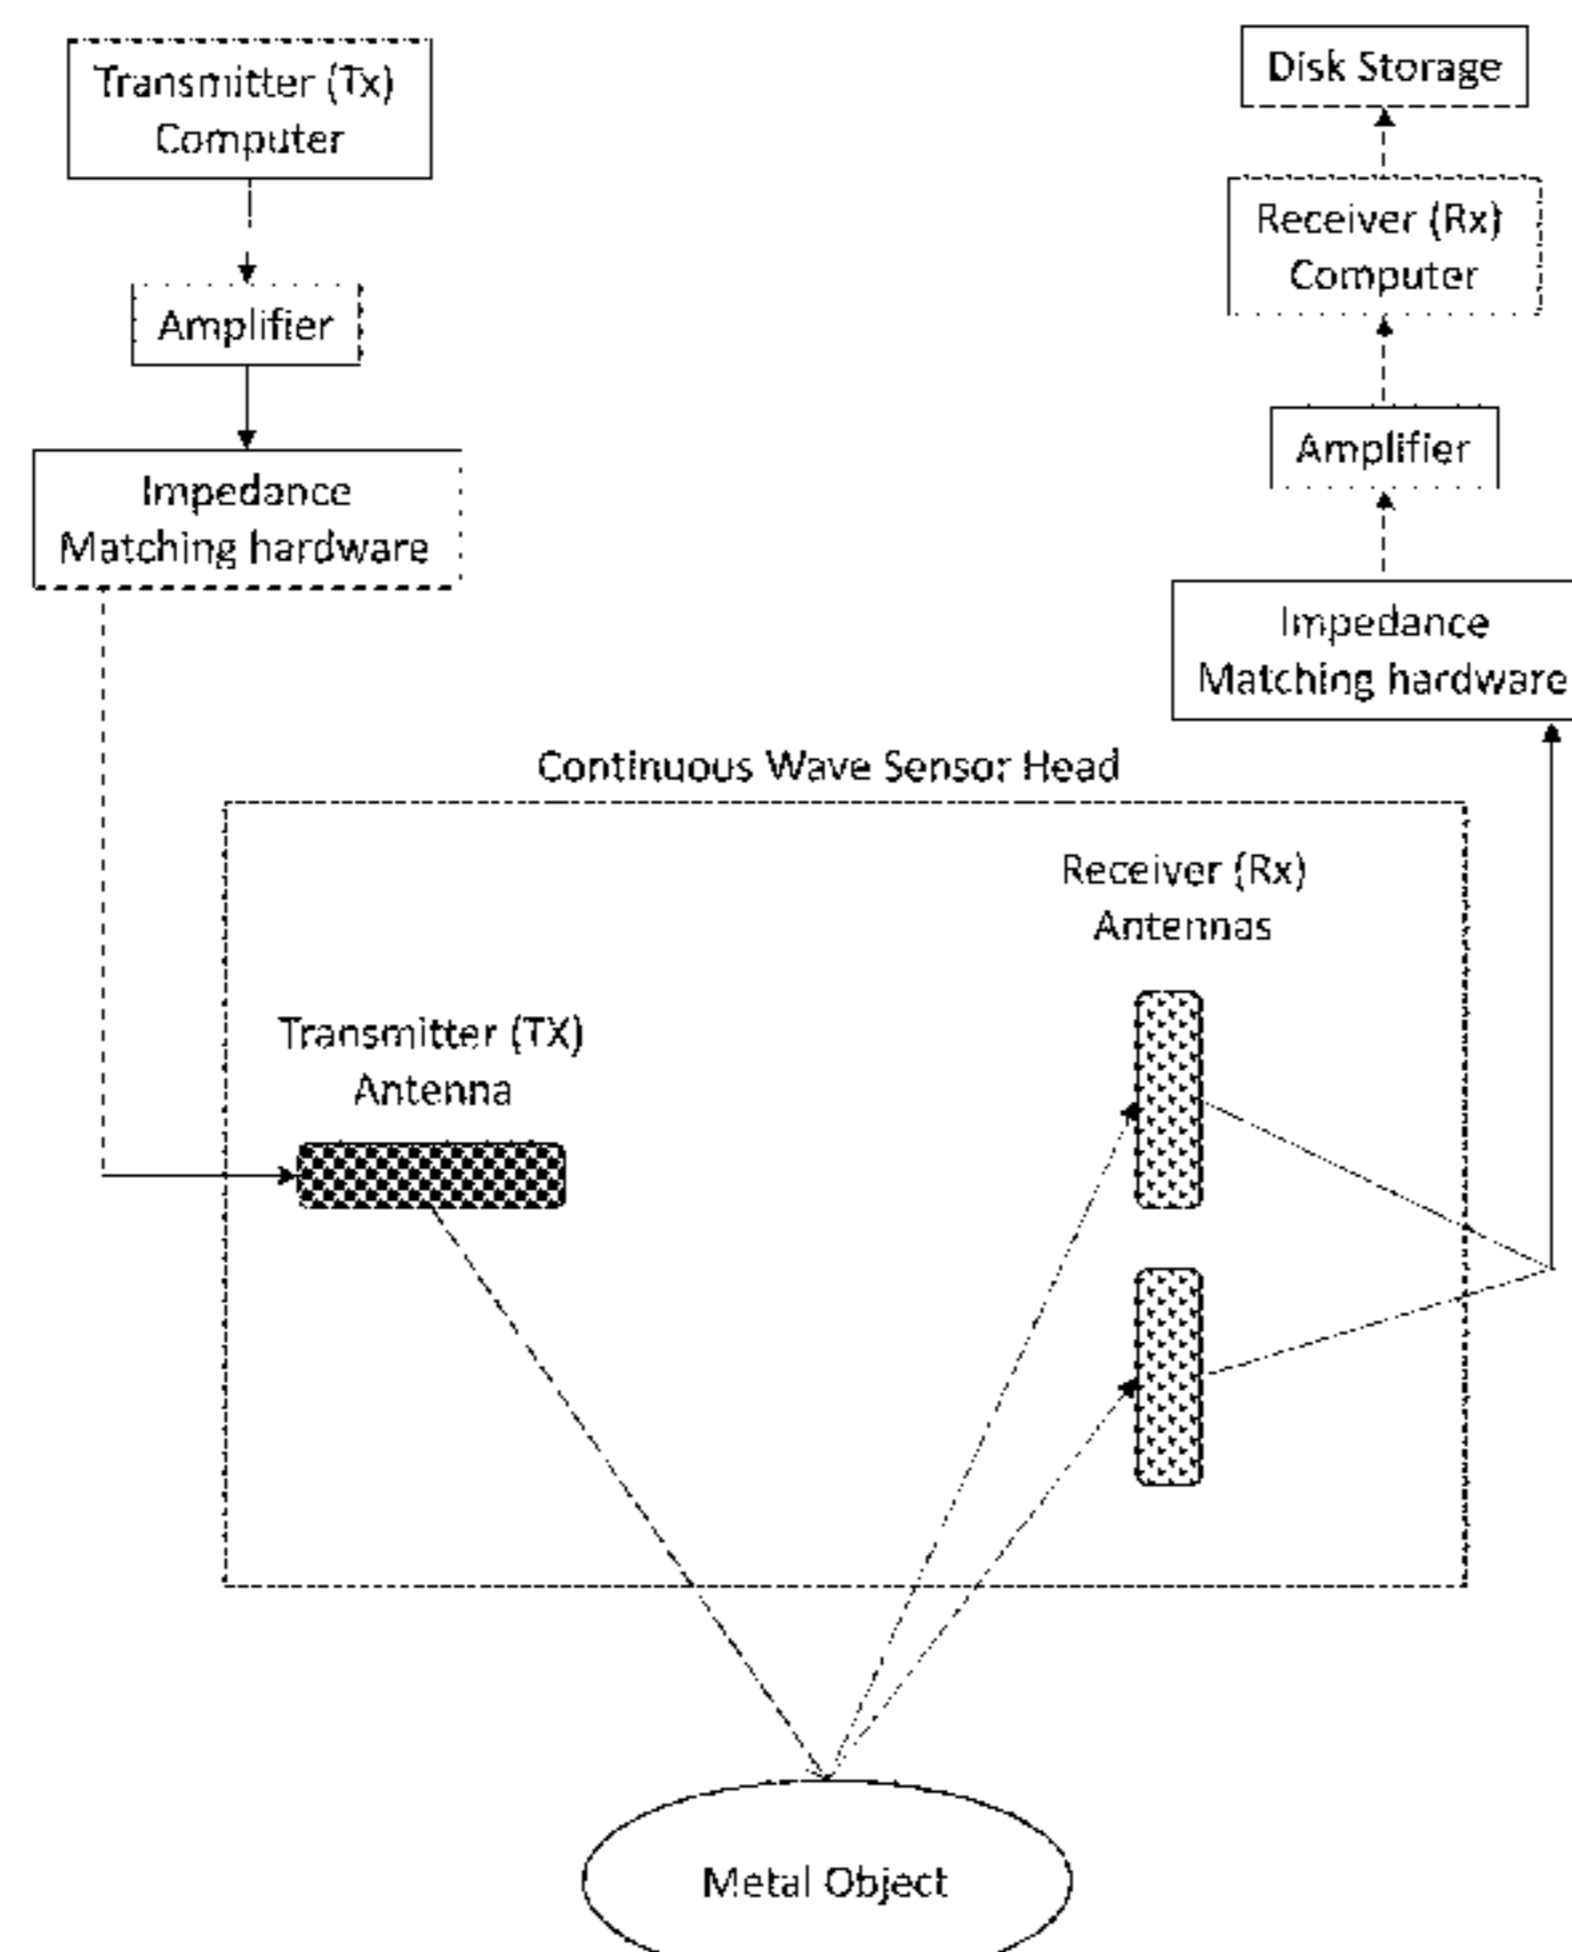 Transmitter (Tx)
Computer
Amplifier
Impedance
Matching hardware
Disk Storage
Receiver (Rx)
Computer
Amplifier
Impedance
Matching hardware
Continuous Wave Sensor Head
Receiver (Rx)
Antennas
Transmitter (TX)
Antenna
Metal Object